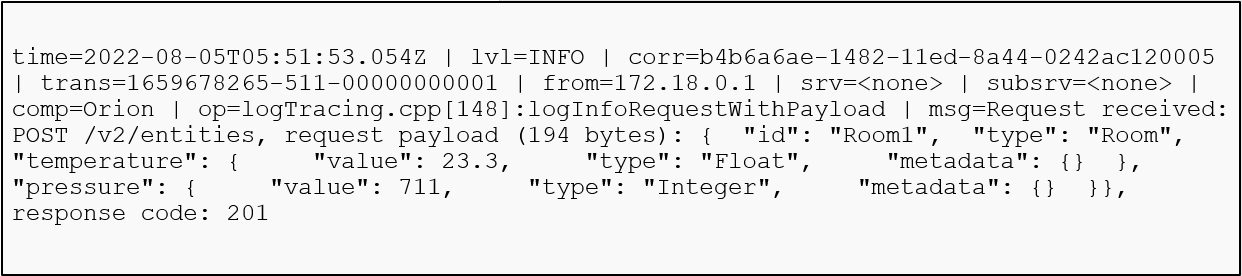 time=2022-08-05T05:51:53.054Z | lvl=INFO | corr=b4b6a6ae-1482-11ed-8a44-0242ac120005
| trans=1659678265-511-00000000001 | from=172.18.0.1 | srv=<none> | subsrv=<none> |
comp=Orion | op=logTracing.cpp[148]:logInfoRequestWithPayload | msg=Request received:
POST /v2/entities, request payload (194 bytes): {  "id": "Room1",  "type": "Room",
"temperature": {     "value": 23.3,     "type": "Float",     "metadata": {}  },
"pressure": {     "value": 711,     "type": "Integer",     "metadata": {}  }},
response code: 201